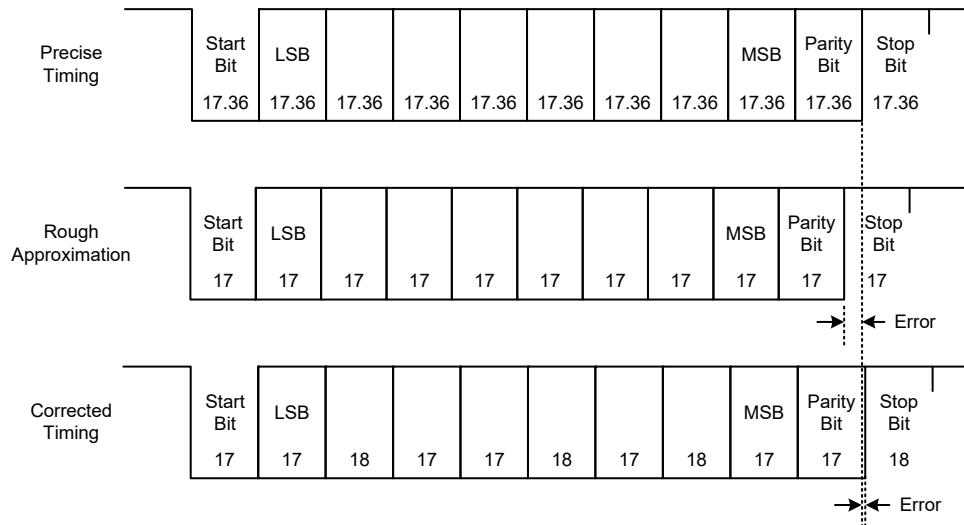 Precise
Timing
Start
Bit
LSB
MSB
Parity
Bit
Stop
Bit
17.36 17.36 17.36 17.36 17.36 17.36 17.36 17.36 17.36 17.36 17.36
Rough
Approximation
Start
Bit
LSB
MSB
Parity
Bit
Stop
Bit
17 17 17 17 17 17 17 17 17 17 17
Error
Corrected
Timing
Start
Bit
LSB
MSB
Parity
Bit
Stop
Bit
17 17 18 17 17 18 17 18 17 17 18
Error